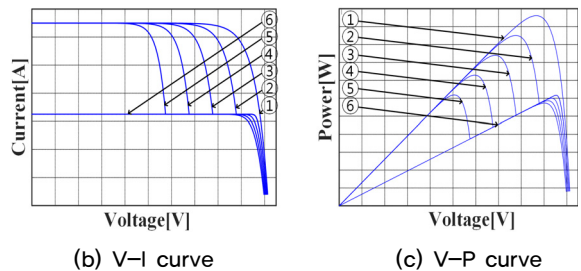 Current[A]
⑥
⑤
④
③
②
①
Voltage[V]
(b) V-I curve
Power[W]
①
②
③
④
⑤
⑥
Voltage[V]
(c) V-P curve